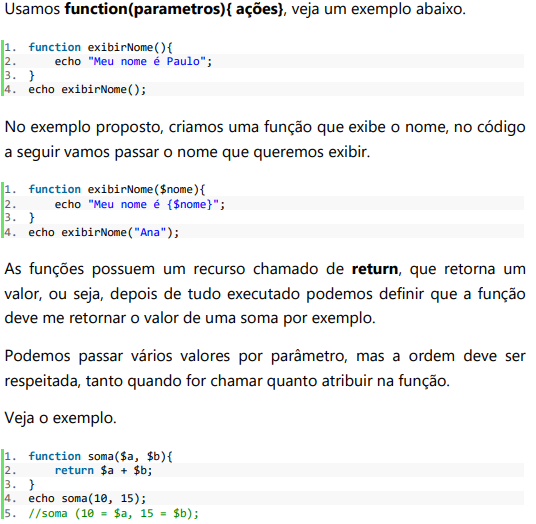 Usamos function(parametros){ ações}, veja um exemplo abaixo.
1. function exibirNome(){
2.     echo "Meu nome é Paulo";
3. }
4. echo exibirNome();
No exemplo proposto, criamos uma função que exibe o nome, no código
a seguir vamos passar o nome que queremos exibir.
1. function exibirNome($nome){
2.     echo "Meu nome é {$nome}";
3. }
4. echo exibirNome("Ana");
As funções possuem um recurso chamado de return, que retorna um
valor, ou seja, depois de tudo executado podemos definir que a função
deve me retornar o valor de uma soma por exemplo.
Podemos passar vários valores por parâmetro, mas a ordem deve ser
respeitada, tanto quando for chamar quanto atribuir na função.
Veja o exemplo.
1. function soma($a, $b){
2.     return $a + $b;
3. }
4. echo soma(10, 15);
5. //soma (10 = $a, 15 = $b);